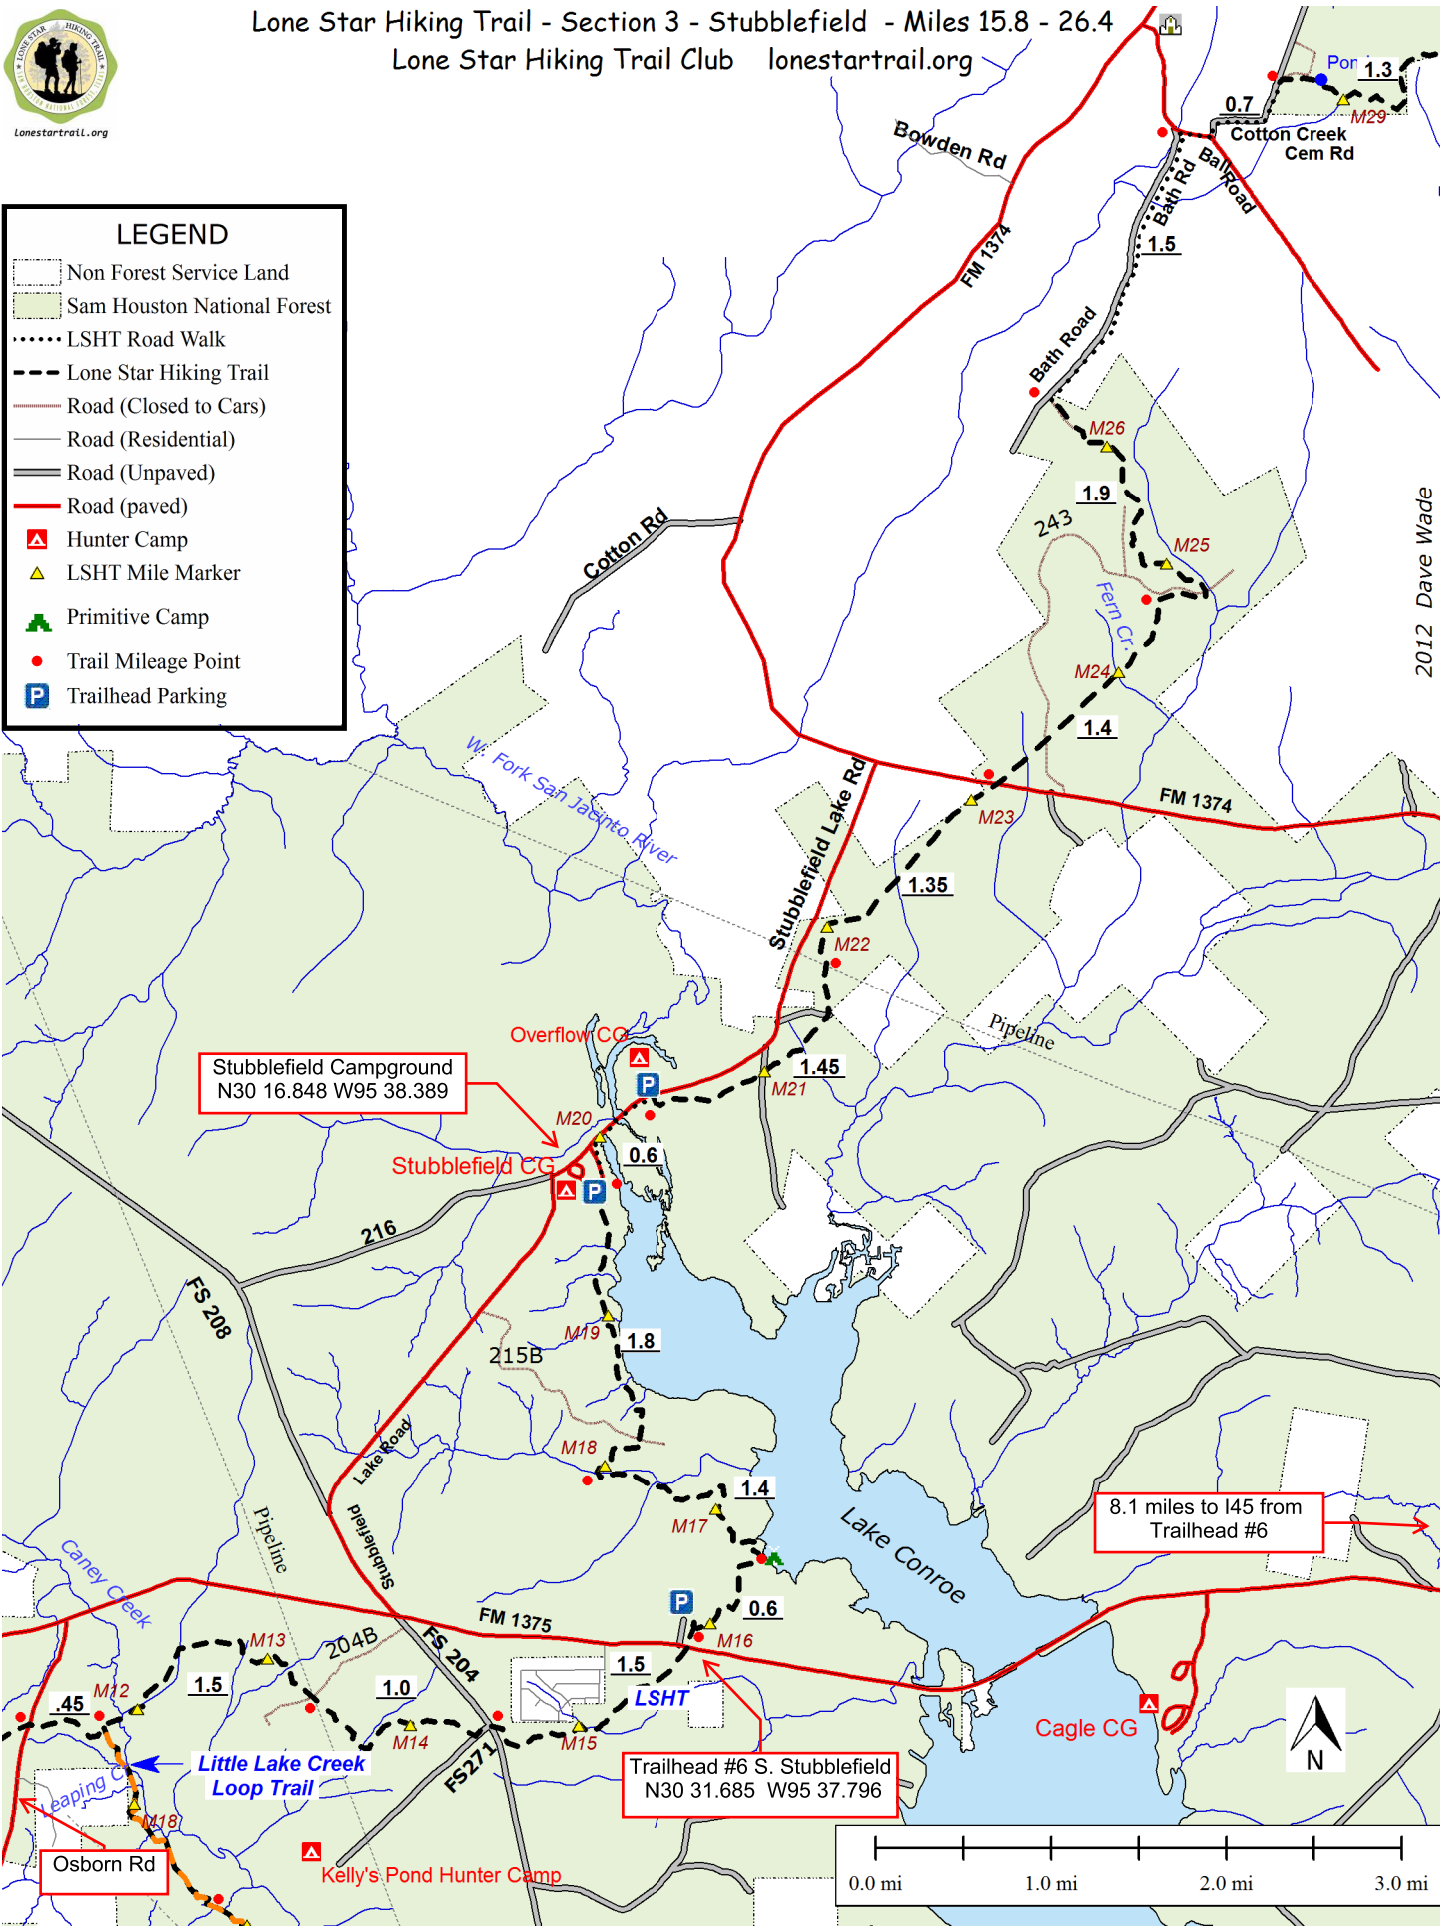 Lone Star Hiking Trail - Section 3 - Stubblefield - Miles 15.8 - 26.4
Lone Star Hiking Trail Club lonestartrail.org
LONE STAR HIKING TRAIL
lonestartrail.org
LEGEND
Non Forest Service Land
Sam Houston National Forest
LSHT Road Walk
Lone Star Hiking Trail
Road (Closed to Cars)
Road (Residential)
Road (Unpaved)
Road (paved)
Hunter Camp
LSHT Mile Marker
Primitive Camp
Trail Mileage Point
P Trailhead Parking
1.3
0.7
M29
Cotton Creek
Cem Rd
Bowden Rd
Ball
Road
Bath Rd
1.5
FM 1374
Bath Road
M26
1.9
243
M25
Fern Cr.
M24
1.4
2012 Dave Wade
Cotton Rd
W. Fork San Jacinto River
Stubblefield Lake Rd
FM 1374
M23
1.35
M22
Pipeline
Overflow CG
P
1.45
M21
Stubblefield Campground
N30 16.848 W95 38.389
M20
0.6
Stubblefield CG
P
216
FS 208
M19
1.8
215B
Lake Road
Stubblefield
M18
1.4
M17
Lake Conroe
8.1 miles to I45 from
Trailhead #6
Pipeline
Caney Creek
P
0.6
FM 1375
M16
M13
204B
FS 204
1.5
1.5
1.0
LSHT
M12
.45
M14
M15
FS271
Cagle CG
N
Little Lake Creek
Loop Trail
Leaping C
M18
Trailhead #6 S. Stubblefield
N30 31.685 W95 37.796
Osborn Rd
Kelly's Pond Hunter Camp
0.0 mi 1.0 mi 2.0 mi 3.0 mi